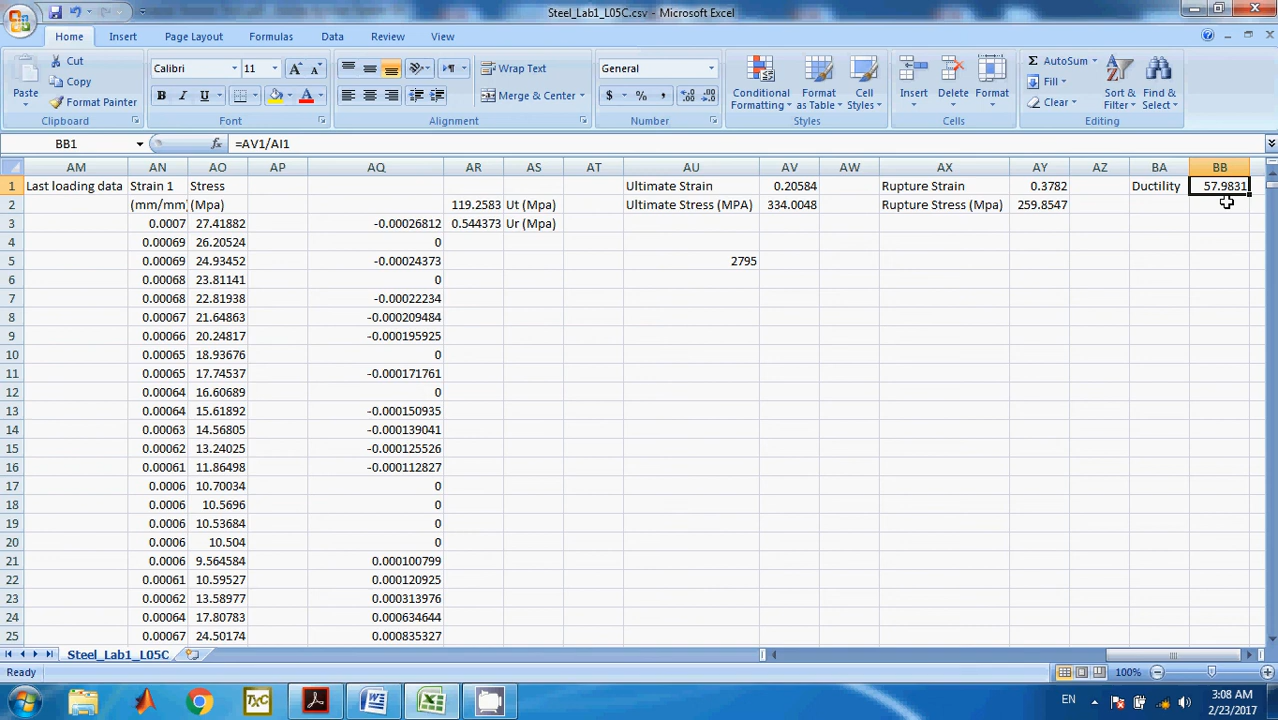 Steel_Lab1_L05C.csv - Microsoft Excel
Home Insert Page Layout Formulas Data Review View
Cut Calibri 11 Wrap Text General AutoSum
Copy Fill
Paste Format Painter Merge & Center $ % , Conditional Formatting Format as Table Cell Styles Insert Delete Format Clear Sort & Filter Find & Select
Clipboard Font Alignment Number Styles Cells Editing
BB1 fx =AV1/AI1
AM AN AO AP AQ AR AS AT AU AV AW AX AY AZ BA BB
1 Last loading data Strain 1 Stress Ultimate Strain 0.20584 Rupture Strain 0.3782 Ductility 57.9831
2 (mm/mm) (Mpa) 119.2583 Ut (Mpa) Ultimate Stress (MPA) 334.0048 Rupture Stress (Mpa) 259.8547
3 0.0007 27.41882 -0.00026812 0.544373 Ur (Mpa)
4 0.00069 26.20524 0
5 0.00069 24.93452 -0.00024373 2795
6 0.00068 23.81141 0
7 0.00068 22.81938 -0.00022234
8 0.00067 21.64863 -0.000209484
9 0.00066 20.24817 -0.000195925
10 0.00065 18.93676 0
11 0.00065 17.74537 -0.000171761
12 0.00064 16.60689 0
13 0.00064 15.61892 -0.000150935
14 0.00063 14.56805 -0.000139041
15 0.00062 13.24025 -0.000125526
16 0.00061 11.86498 -0.000112827
17 0.0006 10.70034 0
18 0.0006 10.5696 0
19 0.0006 10.53684 0
20 0.0006 10.504 0
21 0.0006 9.564584 0.000100799
22 0.00061 10.59527 0.000120925
23 0.00062 13.58977 0.000313976
24 0.00064 17.80783 0.000634644
25 0.00067 24.50174 0.000835327
Steel_Lab1_L05C
Ready 100%
TXC EN 3:08 AM
2/23/2017